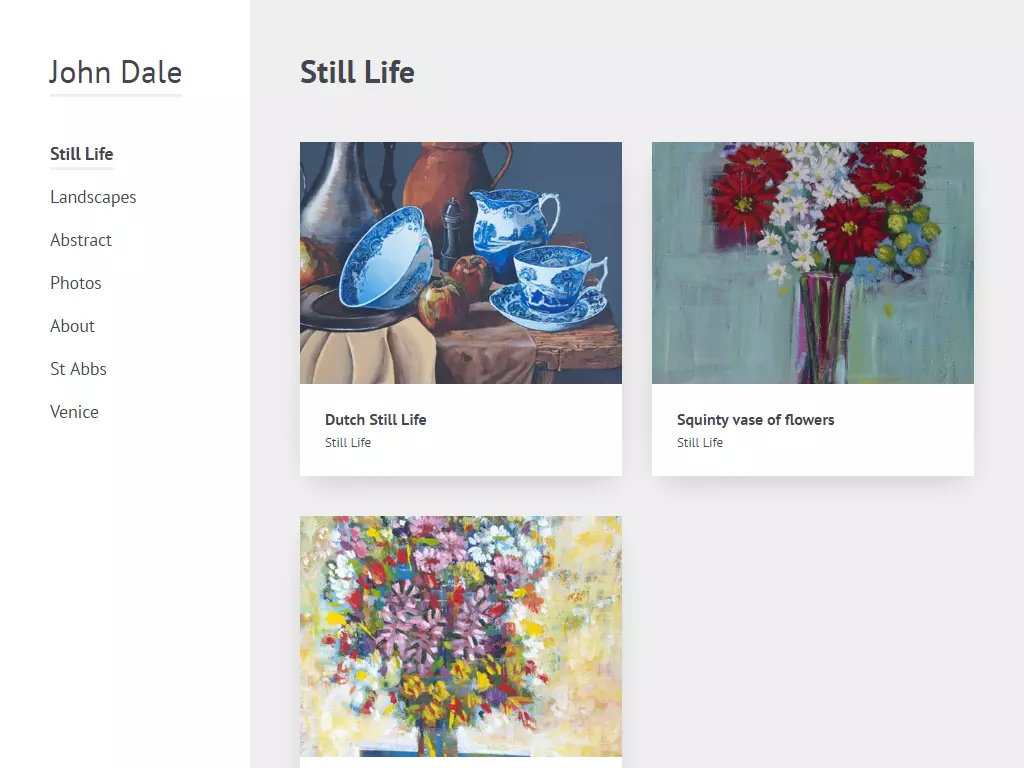 John Dale
Still Life
Landscapes
Abstract
Photos
About
St Abbs
Venice
Still Life
Dutch Still Life
Still Life
Squinty vase of flowers
Still Life